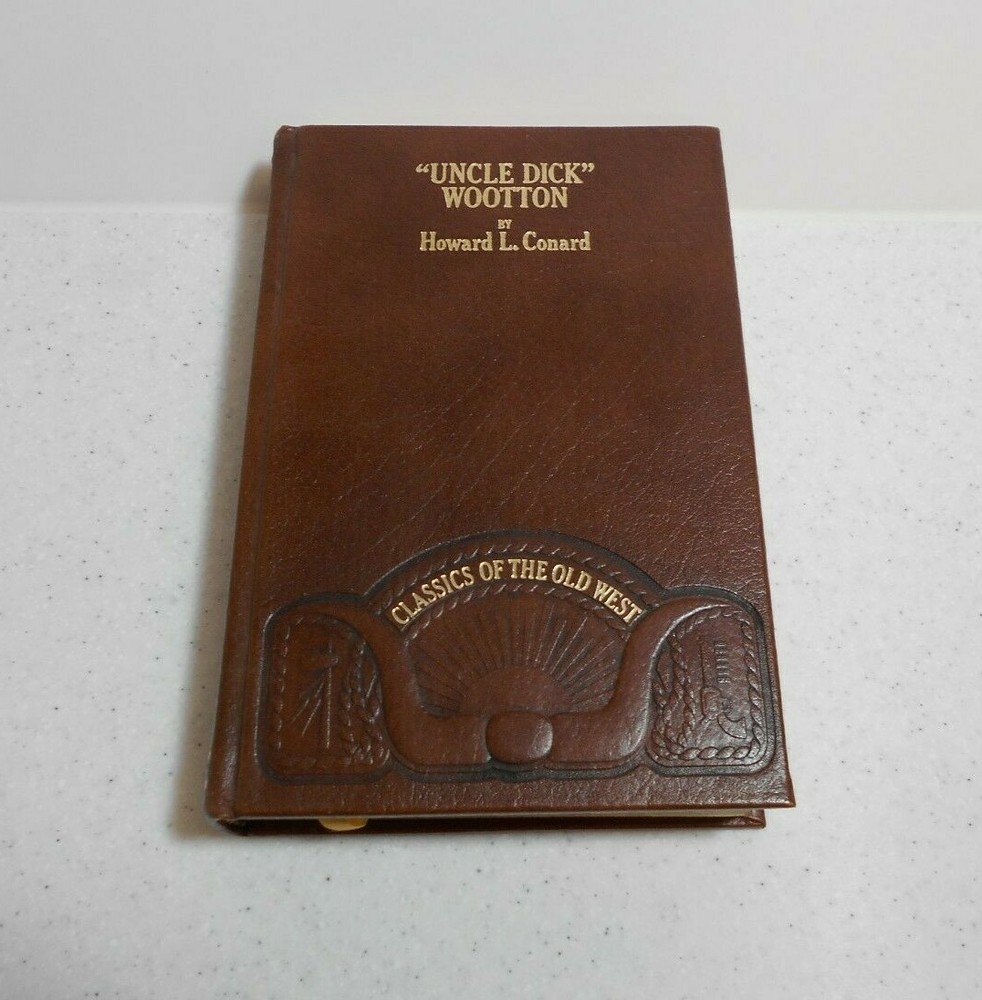 “UNCLE DICK”
WOOTTON
BY
Howard L. Conard
CLASSICS OF THE OLD WEST